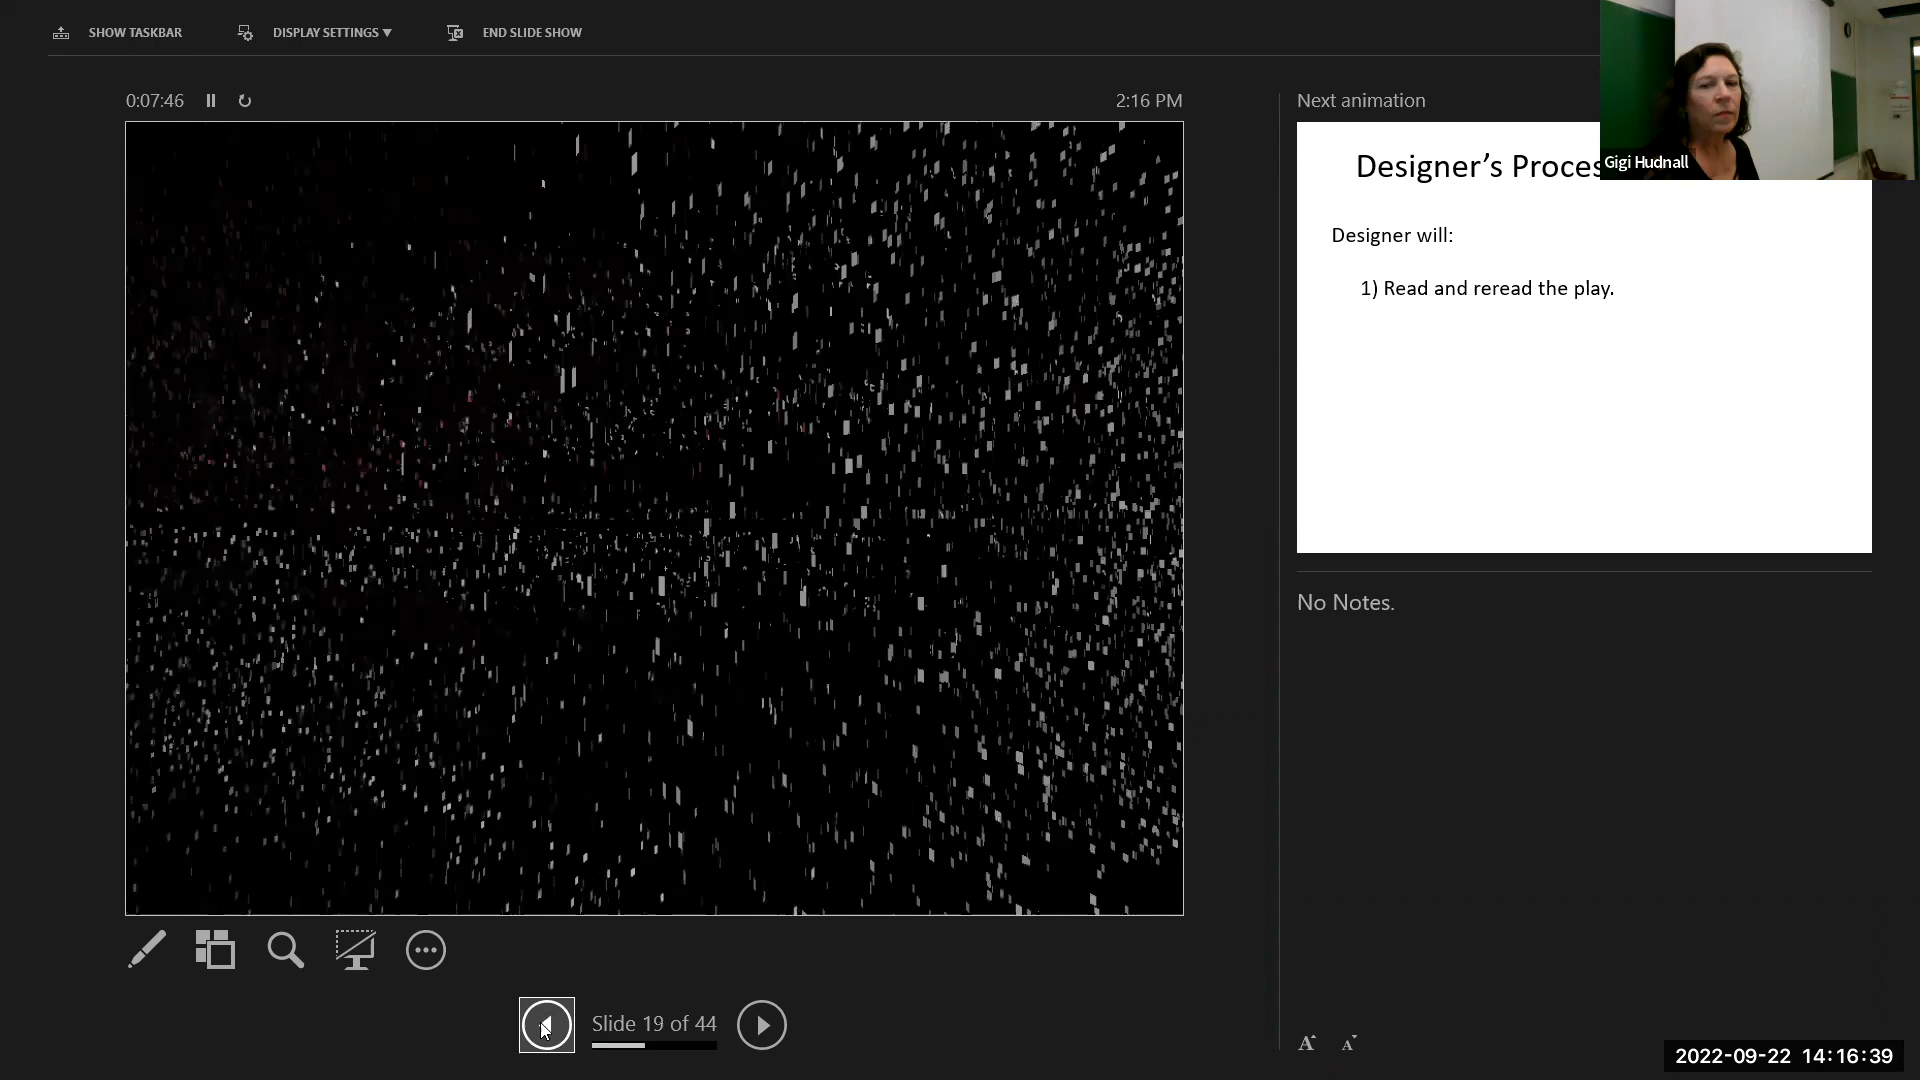 SHOW TASKBAR
DISPLAY SETTINGS ▼
END SLIDE SHOW
0:07:46
2:16 PM
Next animation
Gigi Hudnall
Designer’s
Designer will:
1) Read and reread the play.
No Notes.
Slide 19 of 44
A A
2022-09-22 14:16:39